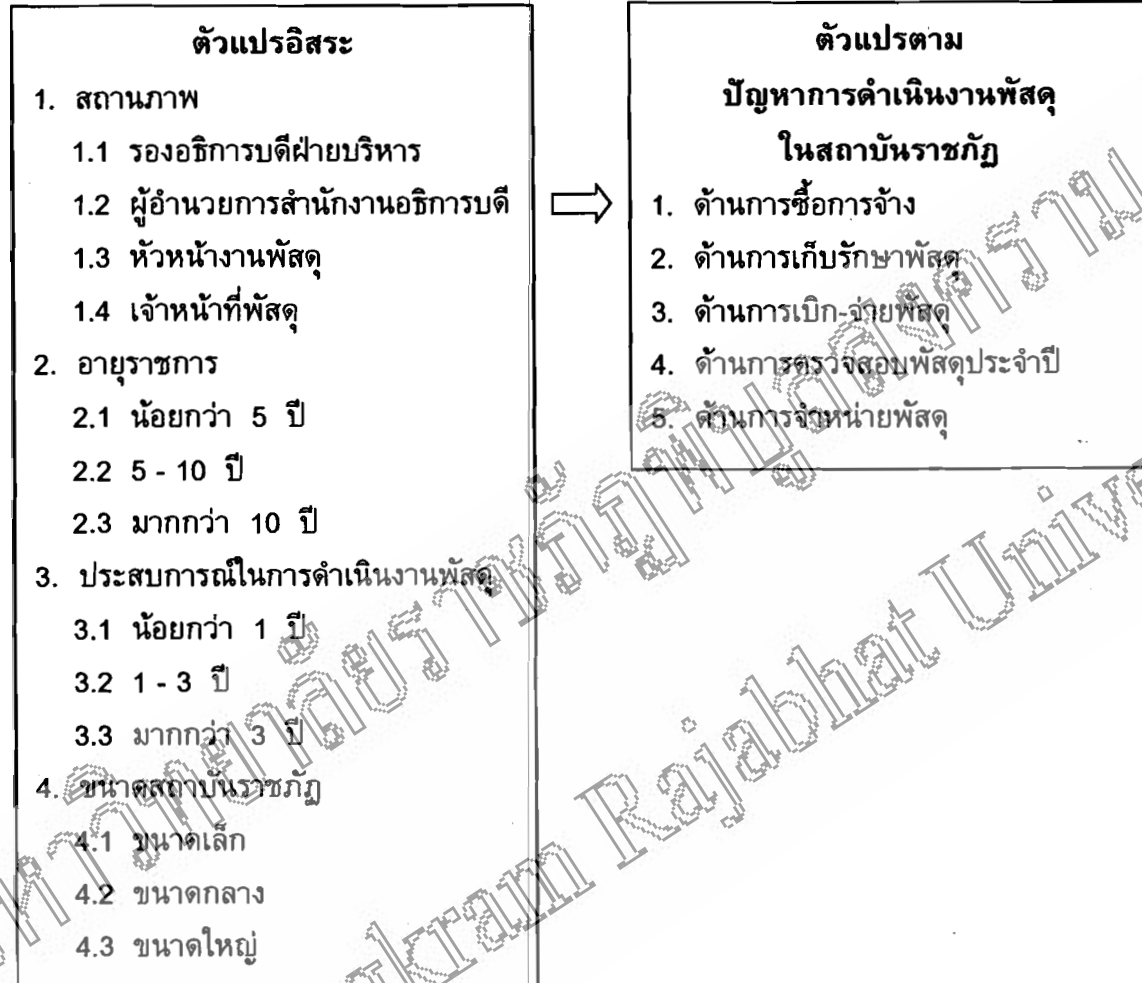 ตัวแปรอิสระ
1. สถานภาพ
1.1 รองอธิการบดีฝ่ายบริหาร
1.2 ผู้อำนวยการสำนักงานอธิการบดี
1.3 หัวหน้างานพัสดุ
1.4 เจ้าหน้าที่พัสดุ
2. อายุราชการ
2.1 น้อยกว่า 5 ปี
2.2 5 - 10 ปี
2.3 มากกว่า 10 ปี
3. ประสบการณ์ในการดำเนินงานพัสดุ
3.1 น้อยกว่า 1 ปี
3.2 1 - 3 ปี
3.3 มากกว่า 3 ปี
4. ขนาดสถาบันราชภัฏ
4.1 ขนาดเล็ก
4.2 ขนาดกลาง
4.3 ขนาดใหญ่
ตัวแปรตาม
ปัญหาการดำเนินงานพัสดุ
ในสถาบันราชภัฏ
1. ด้านการซื้อการจ้าง
2. ด้านการเก็บรักษาพัสดุ
3. ด้านการเบิก-จ่ายพัสดุ
4. ด้านการตรวจสอบพัสดุประจำปี
5. ด้านการจำหน่ายพัสดุ
Rajabhat